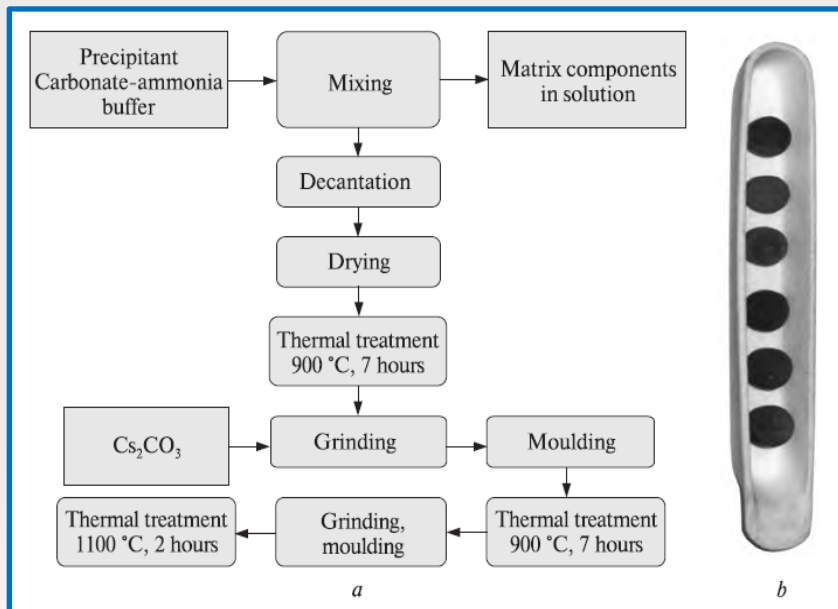 Precipitant
Carbonate-ammonia
buffer
Mixing
Matrix components
in solution
Decantation
Drying
Thermal treatment
900 °C, 7 hours
Cs₂CO₃
Grinding
Moulding
Thermal treatment
1100 °C, 2 hours
Grinding,
moulding
Thermal treatment
900 °C, 7 hours
a
b